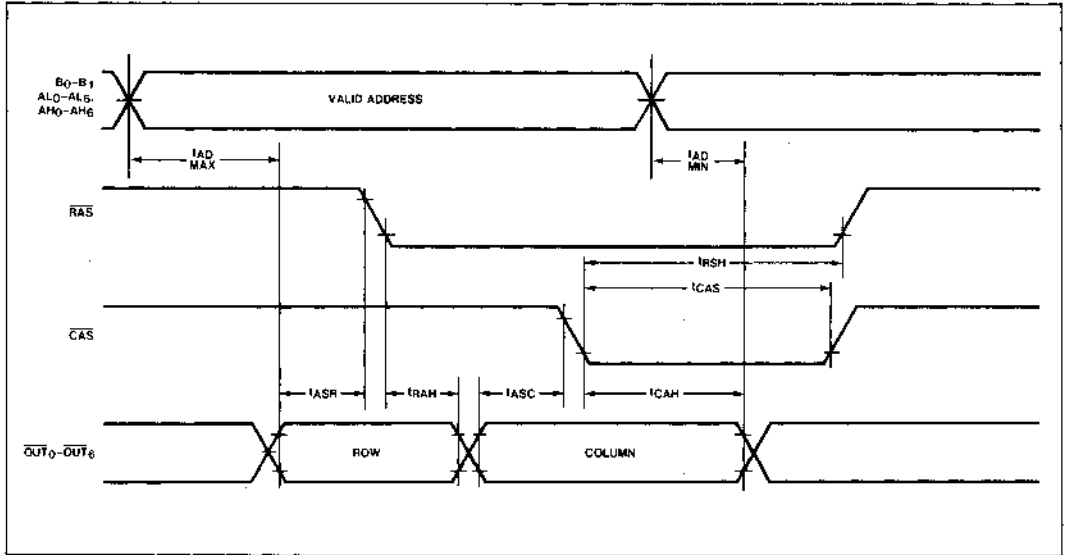 B0–B1
AL0–AL6,
AH0–AH6
VALID ADDRESS
tAD
MAX
tAD
MIN
RAS
tRSH
tCAS
CAS
tASR
tRAH
tASC
tCAH
OUT0–OUT6
ROW
COLUMN